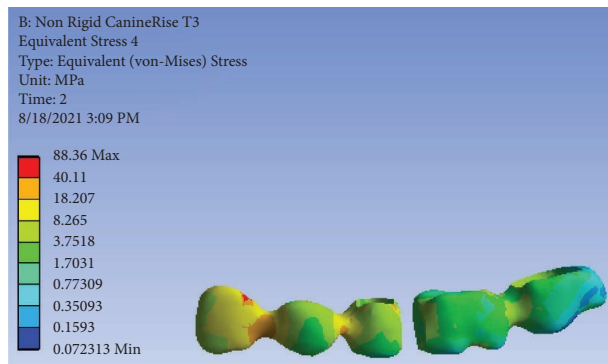 B: Non Rigid CanineRise T3
Equivalent Stress 4
Type: Equivalent (von-Mises) Stress
Unit: MPa
Time: 2
8/18/2021 3:09 PM
88.36 Max
40.11
18.207
8.265
3.7518
1.7031
0.77309
0.35093
0.1593
0.072313 Min